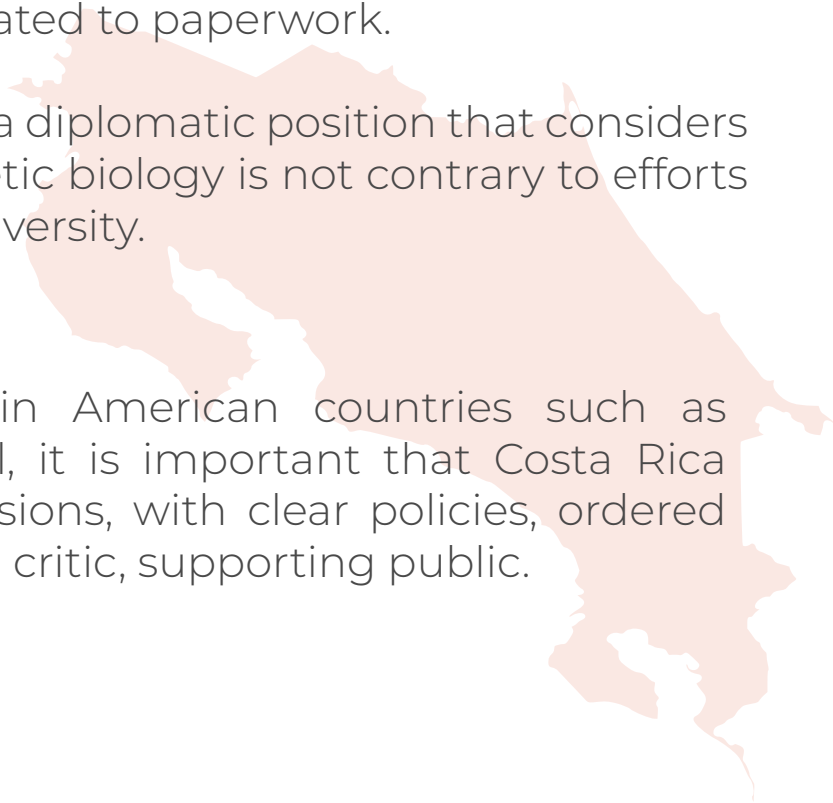 ated to paperwork.
a diplomatic position that considers
etic biology is not contrary to efforts
versity.
in American countries such as
l, it is important that Costa Rica
sions, with clear policies, ordered
critic, supporting public.